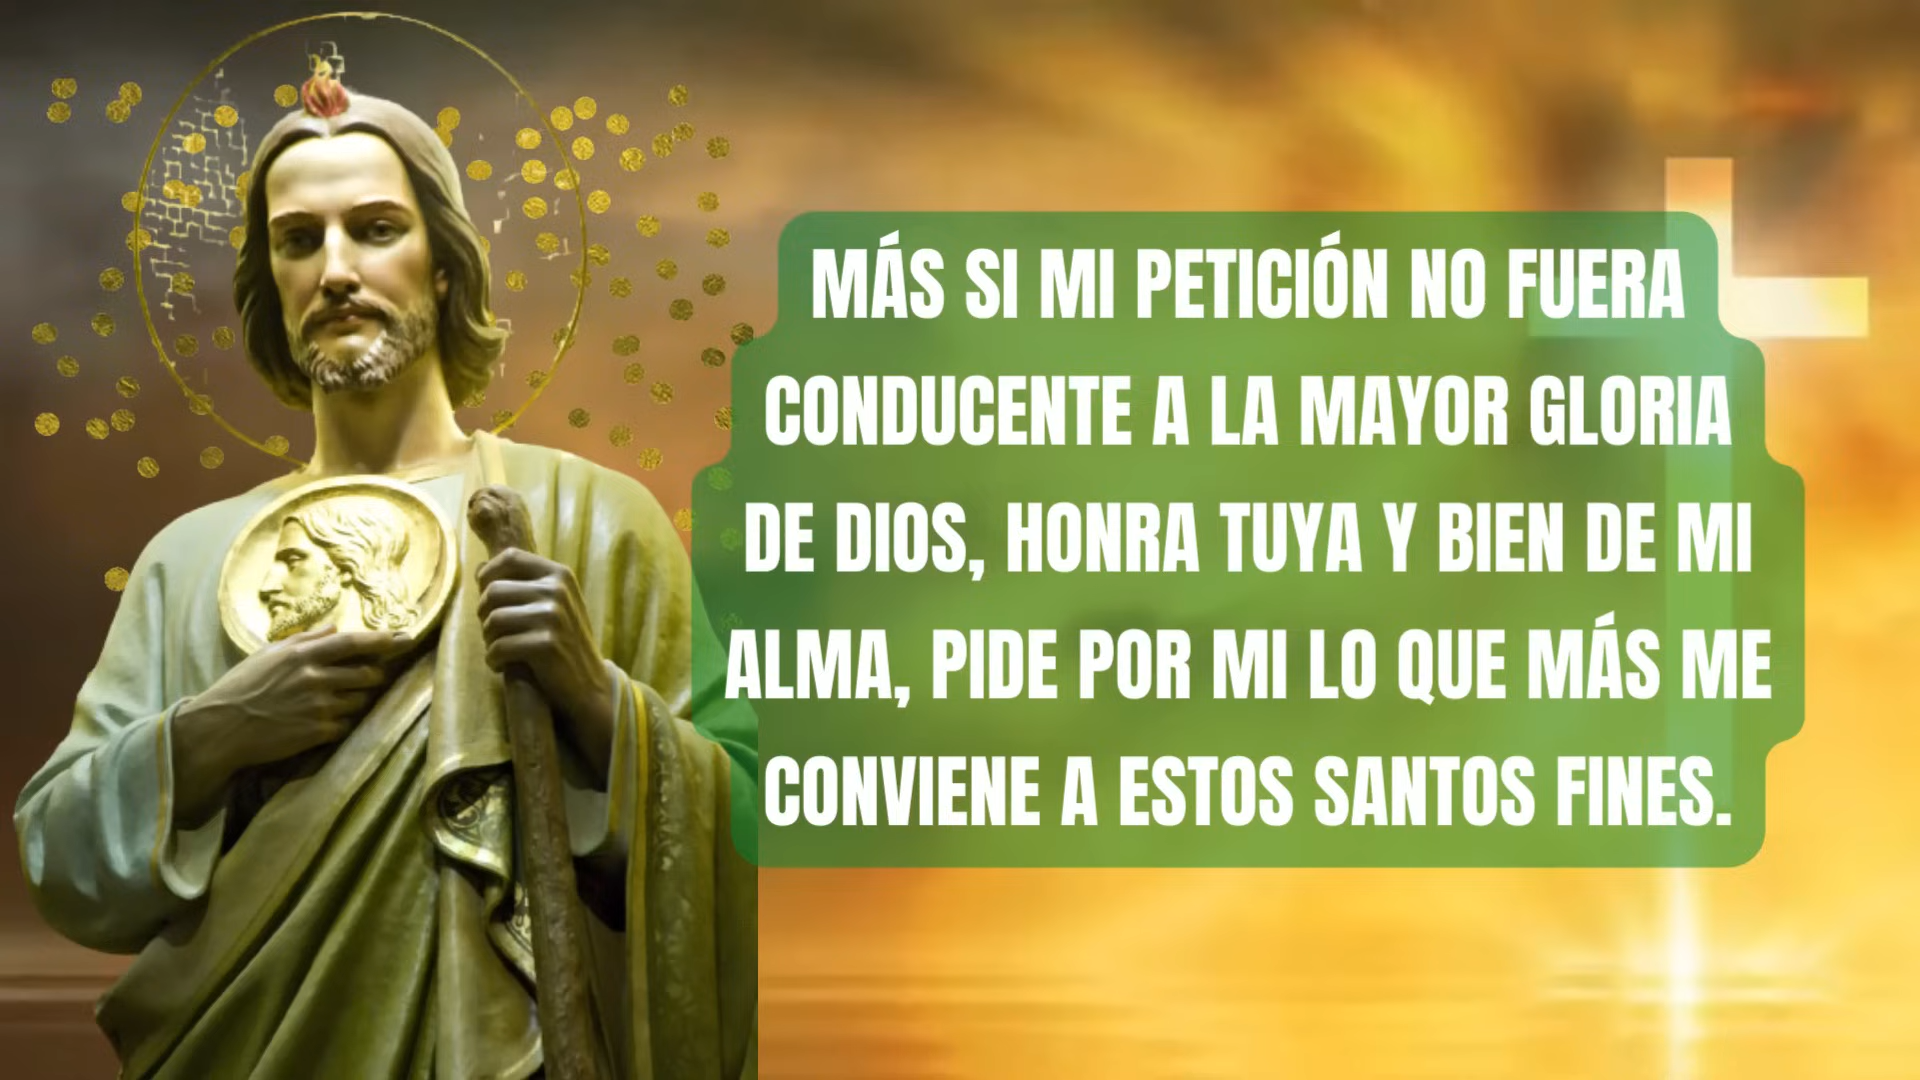 MÁS SI MI PETICIÓN NO FUERA
CONDUCENTE A LA MAYOR GLORIA
DE DIOS, HONRA TUYA Y BIEN DE MI
ALMA, PIDE POR MI LO QUE MÁS ME
CONVIENE A ESTOS SANTOS FINES.